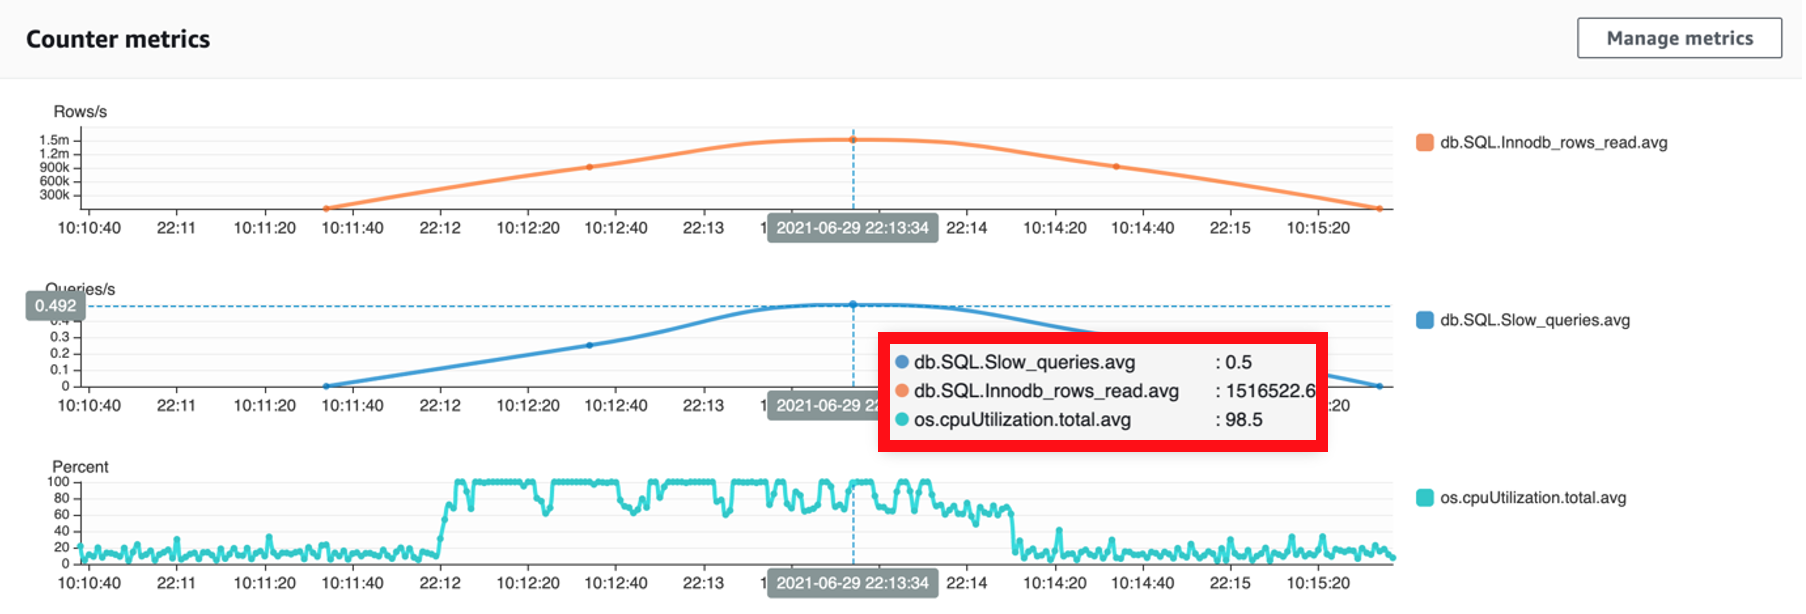 Counter metrics
Manage metrics
Rows/s
1.5m
1.2m
900k
600k
300k
10:10:40 22:11 10:11:20 10:11:40 22:12 10:12:20 10:12:40 22:13 1 2021-06-29 22:13:34 22:14 10:14:20 10:14:40 22:15 10:15:20
db.SQL.Innodb_rows_read.avg
Queries/s
0.492
0.4
0.3
0.2
0.1
0
10:10:40 22:11 10:11:20 10:11:40 22:12 10:12:20 10:12:40 22:13 1 2021-06-29 22 :20
db.SQL.Slow_queries.avg
db.SQL.Slow_queries.avg : 0.5
db.SQL.Innodb_rows_read.avg : 1516522.6
os.cpuUtilization.total.avg : 98.5
Percent
100
80
60
40
20
0
10:10:40 22:11 10:11:20 10:11:40 22:12 10:12:20 10:12:40 22:13 1 2021-06-29 22:13:34 22:14 10:14:20 10:14:40 22:15 10:15:20
os.cpuUtilization.total.avg